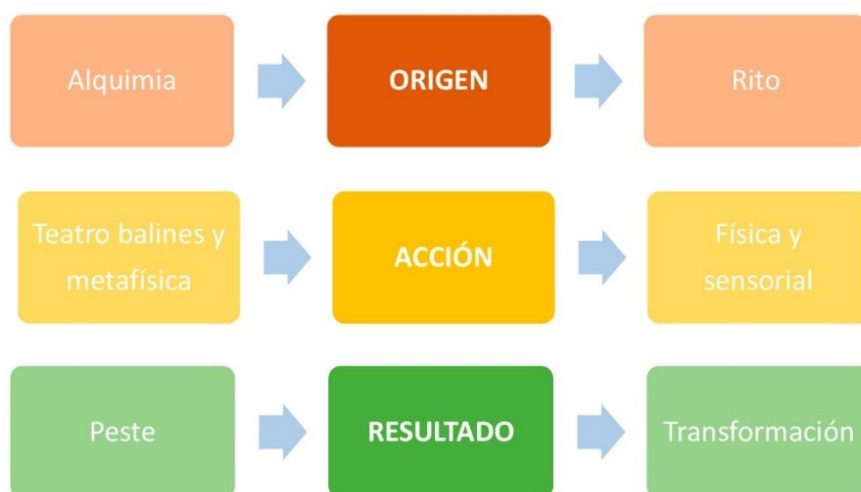 Alquimia
ORIGEN
Rito
Teatro balines y
metafísica
ACCIÓN
Física y
sensorial
Peste
RESULTADO
Transformación